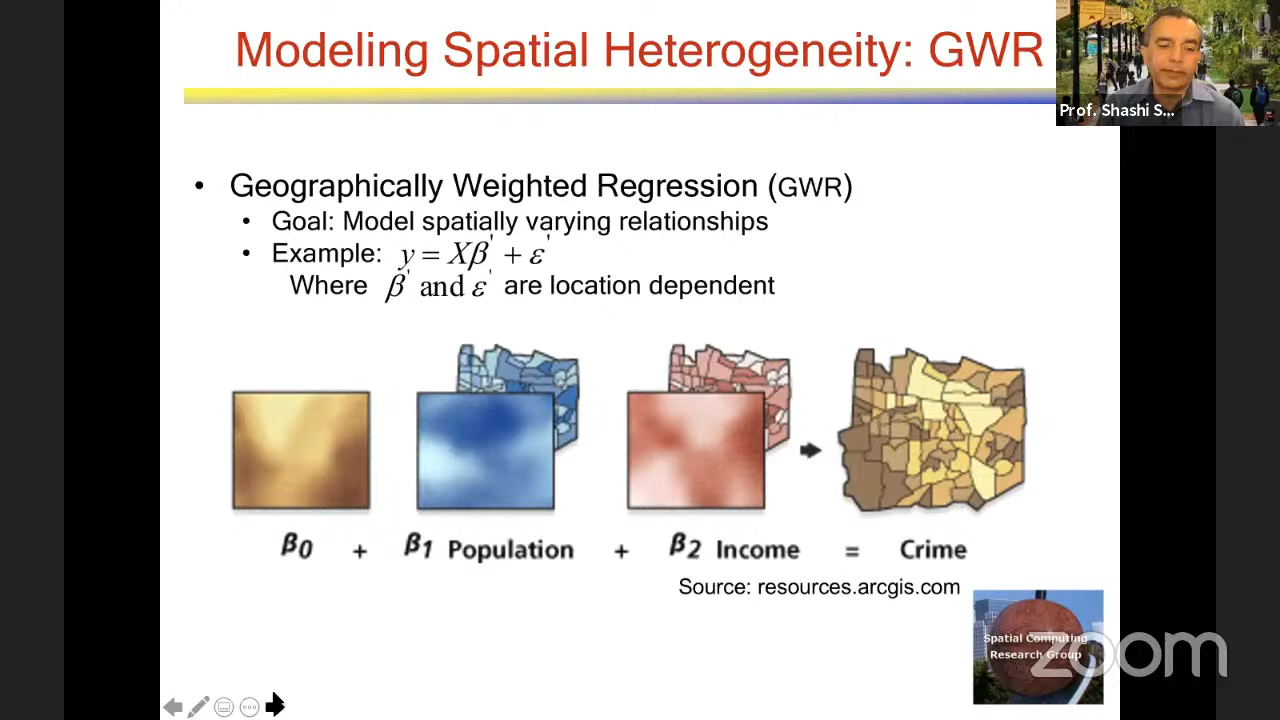 Modeling Spatial Heterogeneity: GWR
Prof. Shashi S...
• Geographically Weighted Regression (GWR)
• Goal: Model spatially varying relationships
• Example: y = Xβ' + ε'
Where β' and ε' are location dependent
β0 + β1 Population + β2 Income = Crime
Source: resources.arcgis.com
Spatial Computing
Research Group
zoom